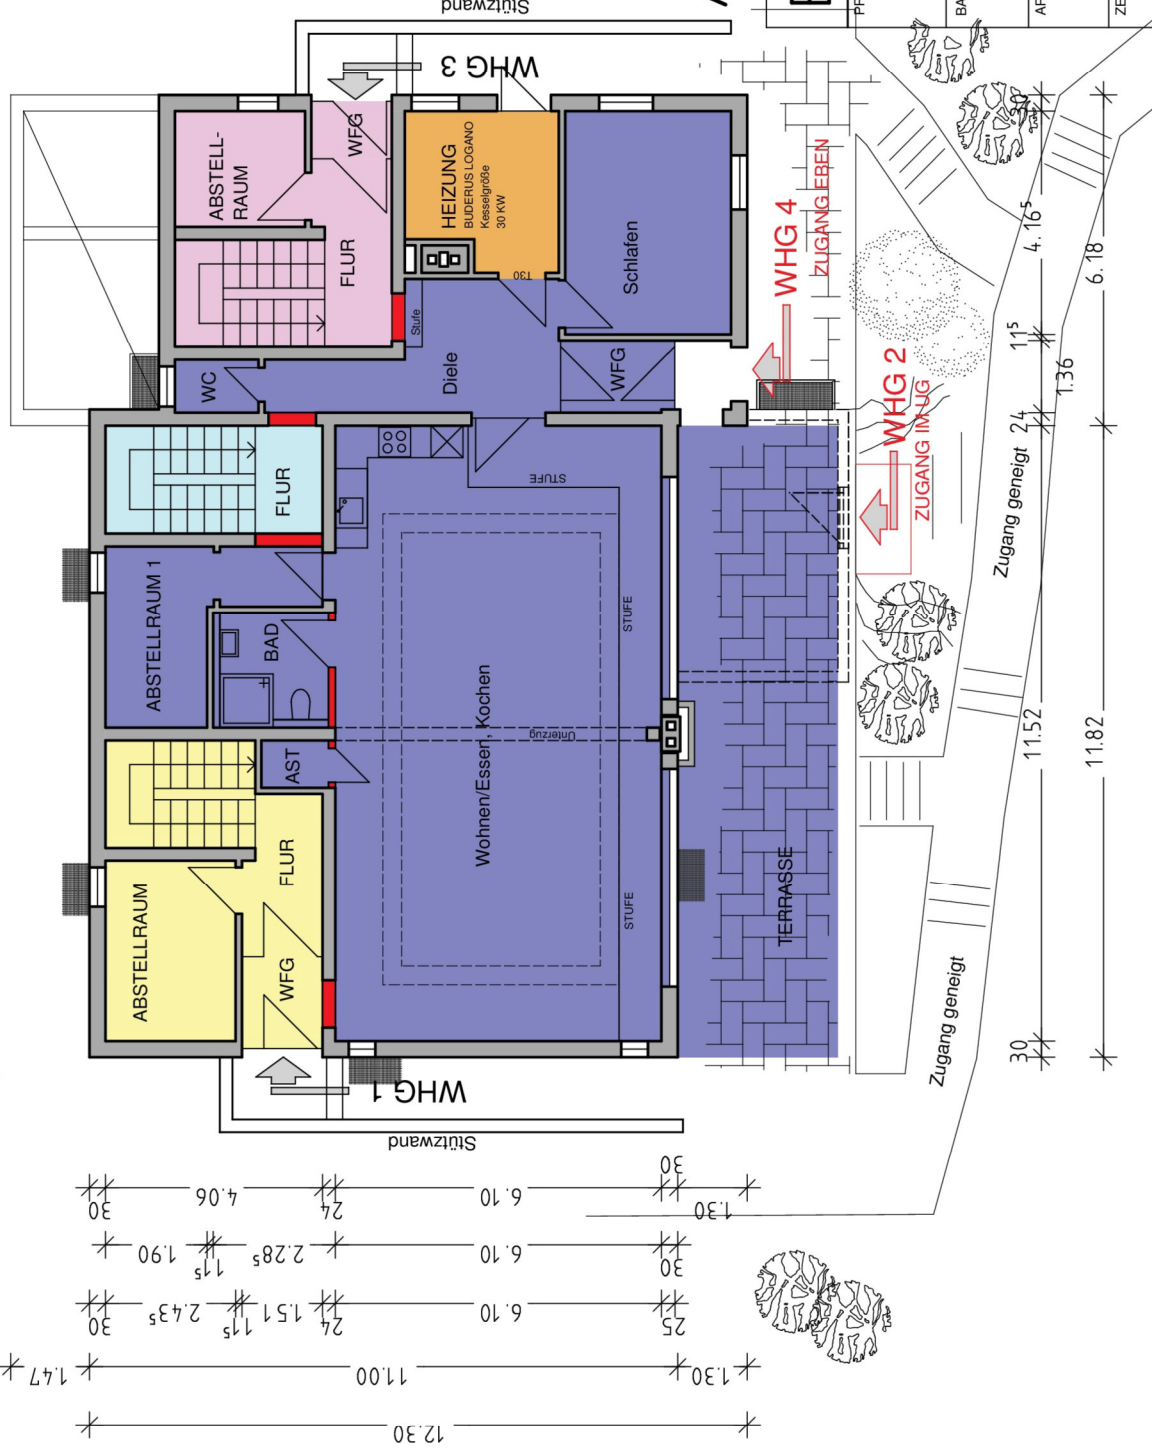 Stützwand
PF
BA
AF
ZE
WHG 3
ABSTELL-
RAUM
WFG
HEIZUNG
BUDERUS LOGANO
Kesselgröße
30 KW
FLUR
T30
Schlafen
Stufe
WHG 4
ZUGANG EBEN
WC
Diele
WFG
WHG 2
ZUGANG IM UG
FLUR
STUFE
ABSTELLRAUM 1
BAD
STUFE
Zugang geneigt
AST
Wohnen/Essen, Kochen
Unterzug
FLUR
ABSTELLRAUM
WFG
STUFE
TERRASSE
Zugang geneigt
WHG 1
Stützwand
30
4.16⁵
11⁵
24
11.52
30
6.18
1.36
11.82
30
4.06
24
6.10
30
1.30
1.90
11⁵
2.28⁵
6.10
30
30
2.43⁵
11⁵
1.51
24
6.10
25
1.47
11.00
1.30
12.30